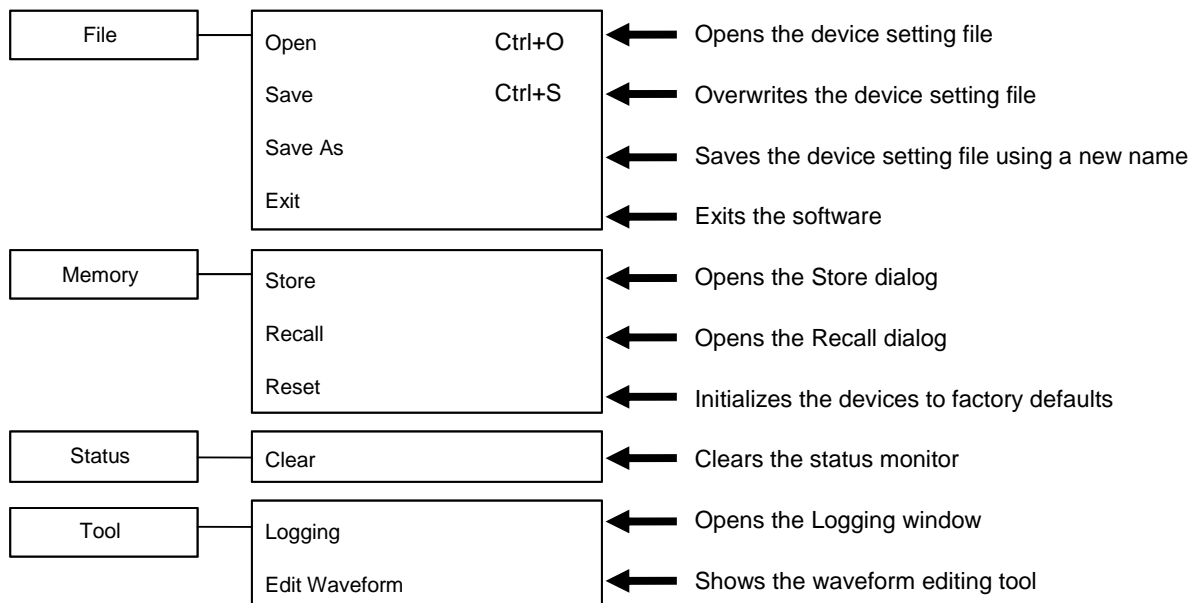 File
Open Ctrl+O Opens the device setting file
Save Ctrl+S Overwrites the device setting file
Save As Saves the device setting file using a new name
Exit Exits the software
Memory
Store Opens the Store dialog
Recall Opens the Recall dialog
Reset Initializes the devices to factory defaults
Status
Clear Clears the status monitor
Tool
Logging Opens the Logging window
Edit Waveform Shows the waveform editing tool